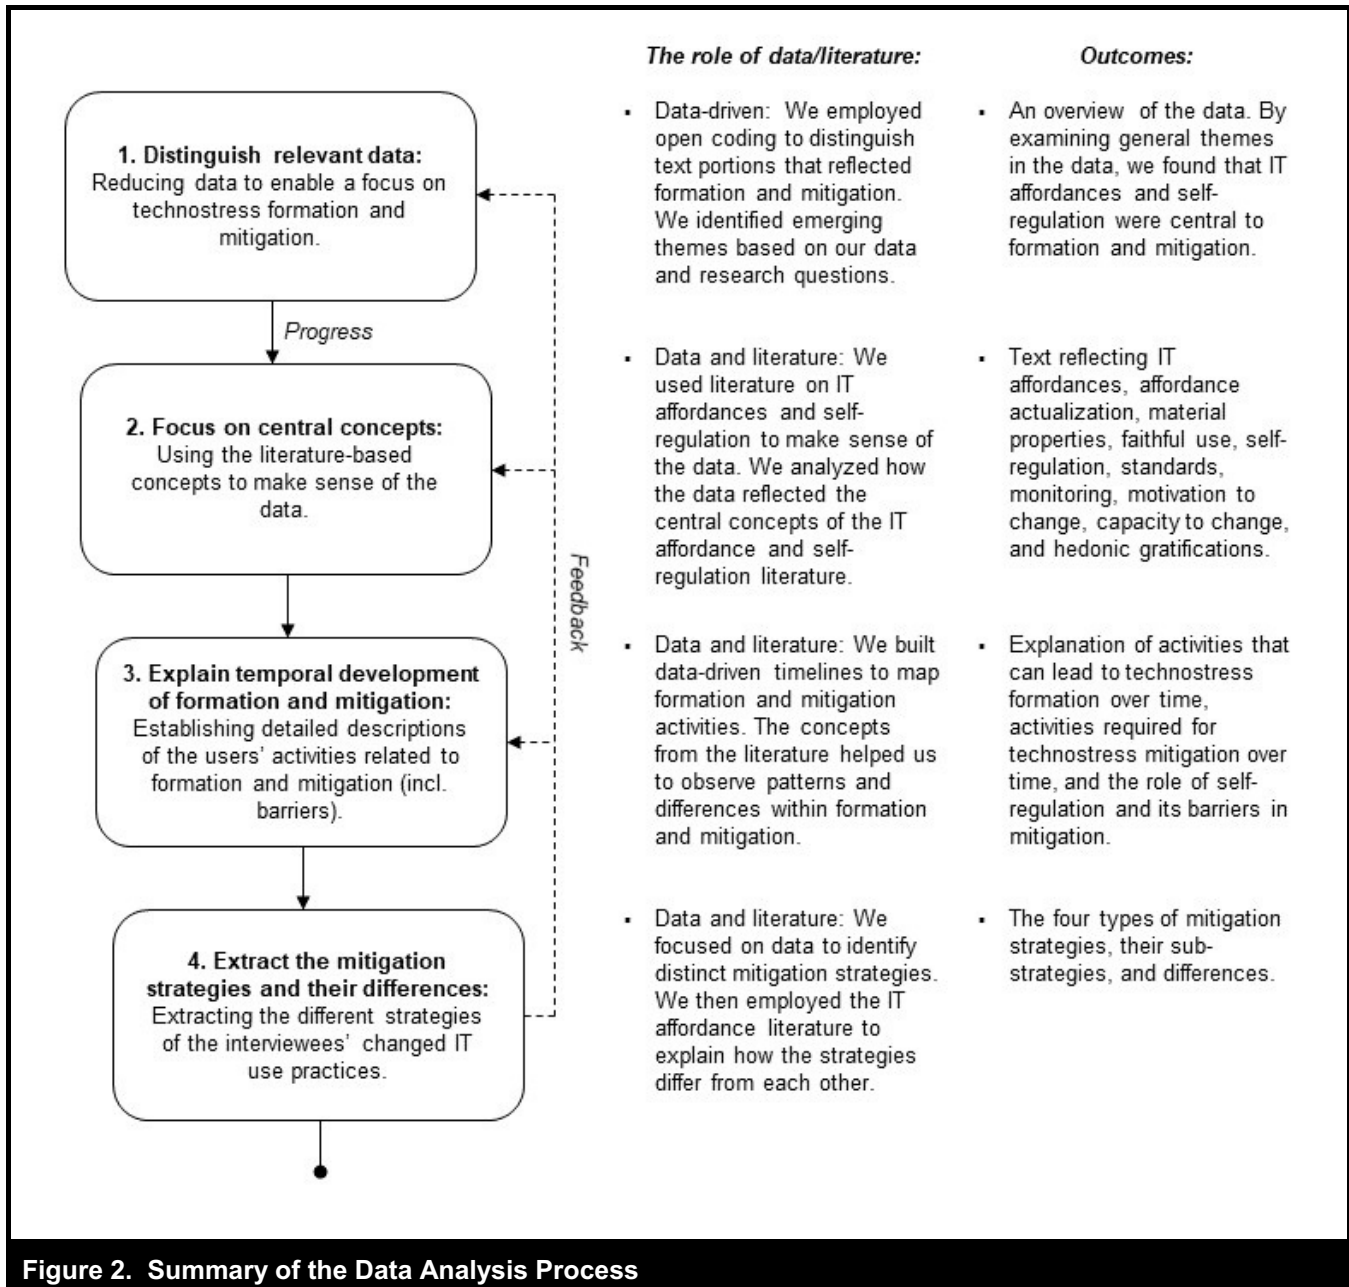 The role of data/literature:
Outcomes:
1. Distinguish relevant data:
Reducing data to enable a focus on
technostress formation and
mitigation.
▪ Data-driven: We employed
open coding to distinguish
text portions that reflected
formation and mitigation.
We identified emerging
themes based on our data
and research questions.
▪ An overview of the data. By
examining general themes
in the data, we found that IT
affordances and self-
regulation were central to
formation and mitigation.
Progress
2. Focus on central concepts:
Using the literature-based
concepts to make sense of the
data.
▪ Data and literature: We
used literature on IT
affordances and self-
regulation to make sense of
the data. We analyzed how
the data reflected the
central concepts of the IT
affordance and self-
regulation literature.
▪ Text reflecting IT
affordances, affordance
actualization, material
properties, faithful use, self-
regulation, standards,
monitoring, motivation to
change, capacity to change,
and hedonic gratifications.
Feedback
3. Explain temporal development
of formation and mitigation:
Establishing detailed descriptions
of the users' activities related to
formation and mitigation (incl.
barriers).
▪ Data and literature: We built
data-driven timelines to map
formation and mitigation
activities. The concepts
from the literature helped us
to observe patterns and
differences within formation
and mitigation.
▪ Explanation of activities that
can lead to technostress
formation over time,
activities required for
technostress mitigation over
time, and the role of self-
regulation and its barriers in
mitigation.
4. Extract the mitigation
strategies and their differences:
Extracting the different strategies
of the interviewees' changed IT
use practices.
▪ Data and literature: We
focused on data to identify
distinct mitigation strategies.
We then employed the IT
affordance literature to
explain how the strategies
differ from each other.
▪ The four types of mitigation
strategies, their sub-
strategies, and differences.
Figure 2. Summary of the Data Analysis Process